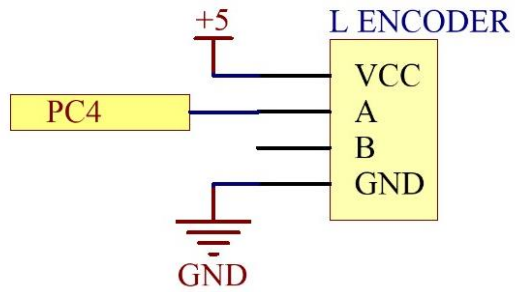 +5
L ENCODER
VCC
PC4
A
B
GND
GND